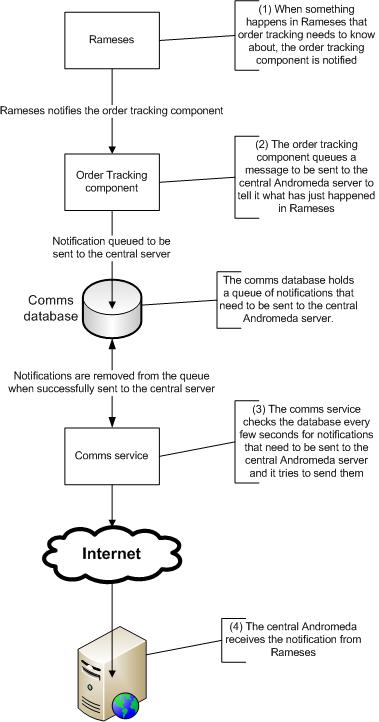 Rameses
(1) When something
happens in Rameses that
order tracking needs to know
about, the order tracking
component is notified
Rameses notifies the order tracking component
Order Tracking
component
(2) The order tracking
component queues a
message to be sent to the
central Andromeda server to
tell it what has just happened
in Rameses
Notification queued to be
sent to the central server
Comms
database
The comms database holds
a queue of notifications that
need to be sent to the central
Andromeda server.
Notifications are removed from the queue
when successfully sent to the central server
Comms service
(3) The comms service
checks the database every
few seconds for notifications
that need to be sent to the
central Andromeda server
and it tries to send them
Internet
(4) The central Andromeda
receives the notification from
Rameses